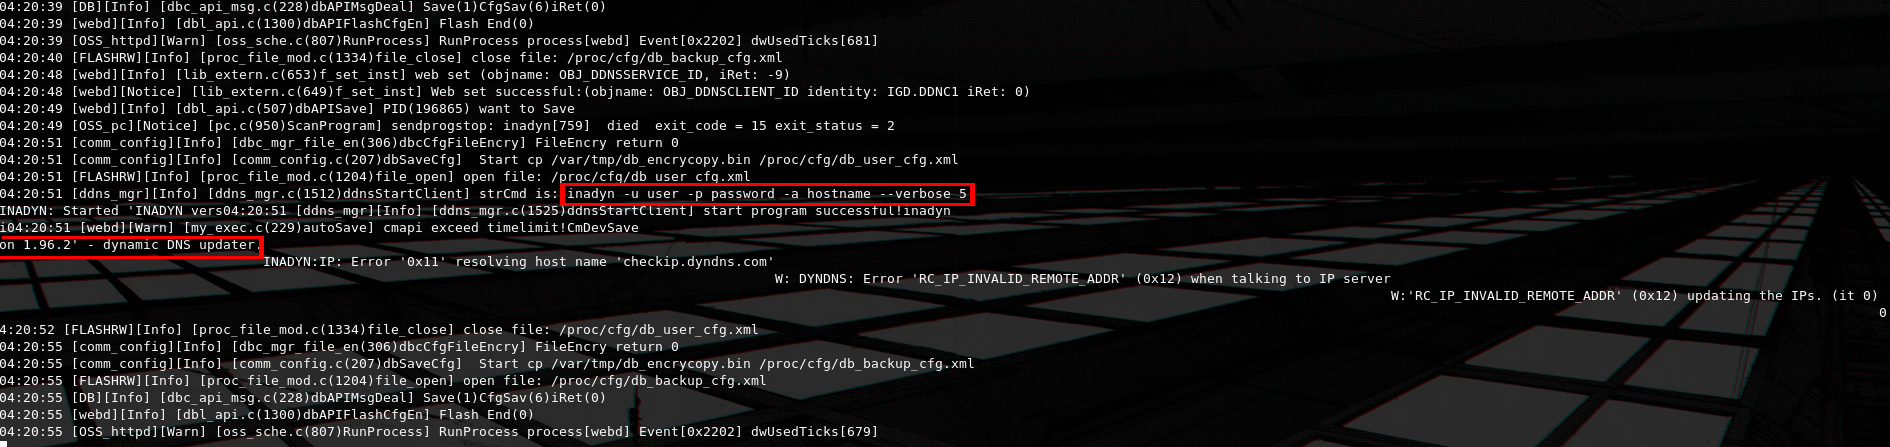 04:20:39 [DB][Info] [dbc_api_msg.c(228)dbAPIMsgDeal] Save(1)CfgSav(6)iRet(0)
04:20:39 [webd][Info] [dbl_api.c(1300)dbAPIFlashCfgEn] Flash End(0)
04:20:39 [OSS_httpd][Warn] [oss_sche.c(807)RunProcess] RunProcess process[webd] Event[0x2202] dwUsedTicks[681]
04:20:40 [FLASHRW][Info] [proc_file_mod.c(1334)file_close] close file: /proc/cfg/db_backup_cfg.xml
04:20:48 [webd][Info] [lib_extern.c(653)f_set_inst] web set (objname: OBJ_DDNSSERVICE_ID, iRet: -9)
04:20:48 [webd][Notice] [lib_extern.c(649)f_set_inst] Web set successful:(objname: OBJ_DDNSCLIENT_ID identity: IGD.DDNC1 iRet: 0)
04:20:49 [webd][Info] [dbl_api.c(507)dbAPISave] PID(196865) want to Save
04:20:49 [OSS_pc][Notice] [pc.c(950)ScanProgram] sendprogstop: inadyn[759]  died  exit_code = 15 exit_status = 2
04:20:51 [comm_config][Info] [dbc_mgr_file_en(306)dbcCfgFileEncry] FileEncry return 0
04:20:51 [comm_config][Info] [comm_config.c(207)dbSaveCfg]  Start cp /var/tmp/db_encrycopy.bin /proc/cfg/db_user_cfg.xml
04:20:51 [FLASHRW][Info] [proc_file_mod.c(1204)file_open] open file: /proc/cfg/db_user_cfg.xml
04:20:51 [ddns_mgr][Info] [ddns_mgr.c(1512)ddnsStartClient] strCmd is: inadyn -u user -p password -a hostname --verbose 5
INADYN: Started 'INADYN vers04:20:51 [ddns_mgr][Info] [ddns_mgr.c(1525)ddnsStartClient] start program successful!inadyn
i04:20:51 [webd][Warn] [my_exec.c(229)autoSave] cmapi exceed timelimit!CmDevSave
on 1.96.2' - dynamic DNS updater.
INADYN:IP: Error '0x11' resolving host name 'checkip.dyndns.com'
W: DYNDNS: Error 'RC_IP_INVALID_REMOTE_ADDR' (0x12) when talking to IP server
W:'RC_IP_INVALID_REMOTE_ADDR' (0x12) updating the IPs. (it 0)
0
4:20:52 [FLASHRW][Info] [proc_file_mod.c(1334)file_close] close file: /proc/cfg/db_user_cfg.xml
04:20:55 [comm_config][Info] [dbc_mgr_file_en(306)dbcCfgFileEncry] FileEncry return 0
04:20:55 [comm_config][Info] [comm_config.c(207)dbSaveCfg]  Start cp /var/tmp/db_encrycopy.bin /proc/cfg/db_backup_cfg.xml
04:20:55 [FLASHRW][Info] [proc_file_mod.c(1204)file_open] open file: /proc/cfg/db_backup_cfg.xml
04:20:55 [DB][Info] [dbc_api_msg.c(228)dbAPIMsgDeal] Save(1)CfgSav(6)iRet(0)
04:20:55 [webd][Info] [dbl_api.c(1300)dbAPIFlashCfgEn] Flash End(0)
04:20:55 [OSS_httpd][Warn] [oss_sche.c(807)RunProcess] RunProcess process[webd] Event[0x2202] dwUsedTicks[679]